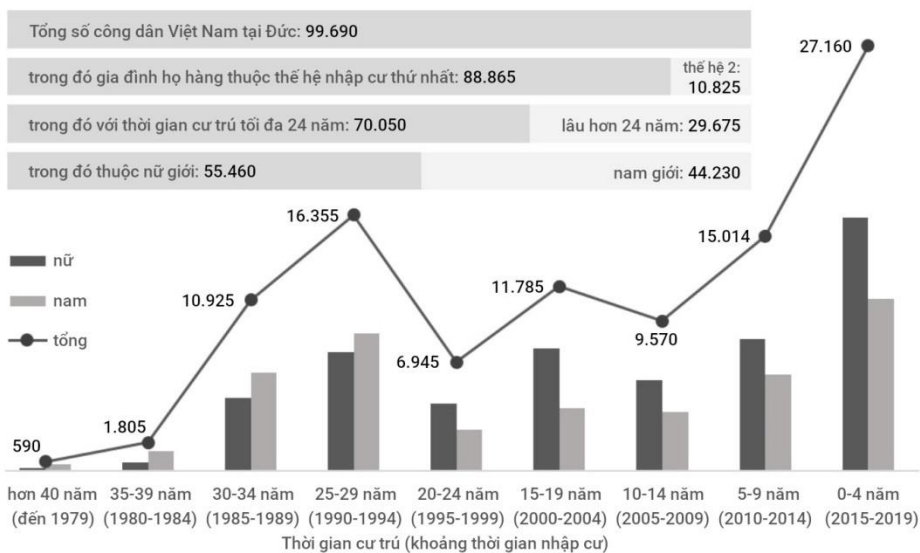 Tổng số công dân Việt Nam tại Đức: 99.690
trong đó gia đình họ hàng thuộc thế hệ nhập cư thứ nhất: 88.865
thế hệ 2:
10.825
trong đó với thời gian cư trú tối đa 24 năm: 70.050
lâu hơn 24 năm: 29.675
trong đó thuộc nữ giới: 55.460
nam giới: 44.230
27.160
16.355
15.014
nữ
nam
tổng
10.925
11.785
9.570
6.945
1.805
590
hơn 40 năm 35-39 năm 30-34 năm 25-29 năm 20-24 năm 15-19 năm 10-14 năm 5-9 năm 0-4 năm
(đến 1979) (1980-1984) (1985-1989) (1990-1994) (1995-1999) (2000-2004) (2005-2009) (2010-2014) (2015-2019)
Thời gian cư trú (khoảng thời gian nhập cư)